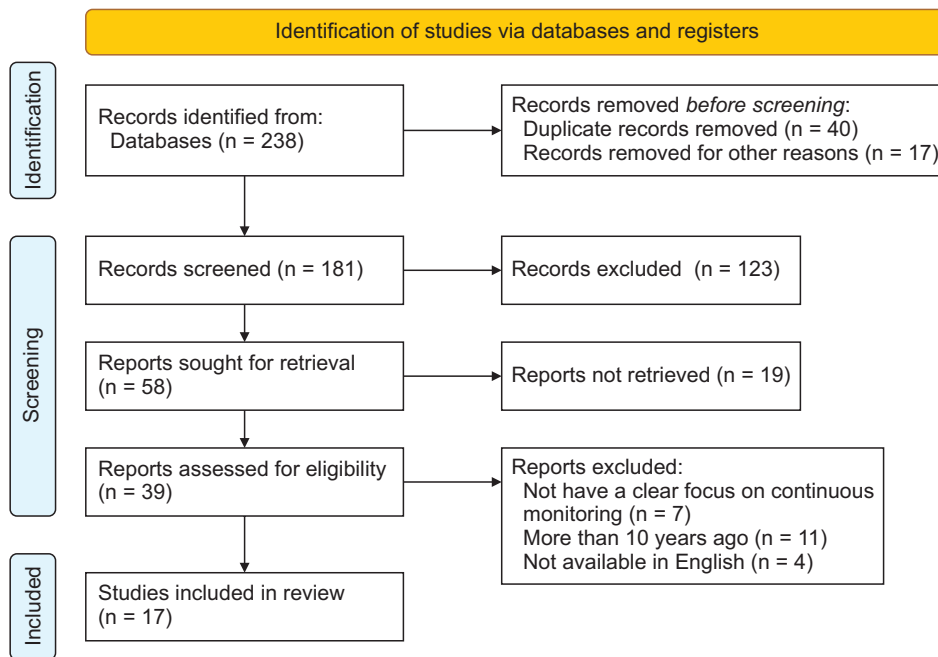 Identification of studies via databases and registers
Identification
Records identified from:
Databases (n = 238)
Records removed before screening:
Duplicate records removed (n = 40)
Records removed for other reasons (n = 17)
Screening
Records screened (n = 181)
Records excluded (n = 123)
Reports sought for retrieval
(n = 58)
Reports not retrieved (n = 19)
Reports assessed for eligibility
(n = 39)
Reports excluded:
Not have a clear focus on continuous
monitoring (n = 7)
More than 10 years ago (n = 11)
Not available in English (n = 4)
Included
Studies included in review
(n = 17)